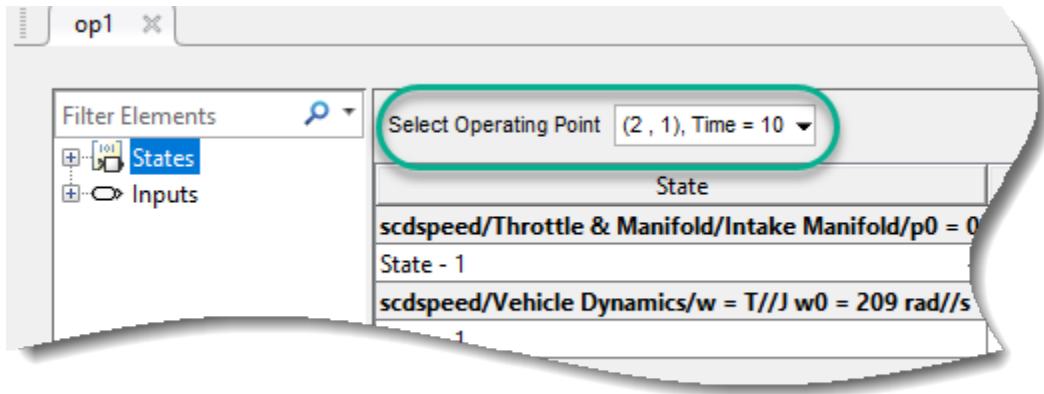 op1
Filter Elements
States
Inputs
Select Operating Point (2 , 1), Time = 10
State
scdspeed/Throttle & Manifold/Intake Manifold/p0 = 0
State - 1
scdspeed/Vehicle Dynamics/w = T//J w0 = 209 rad//s
1